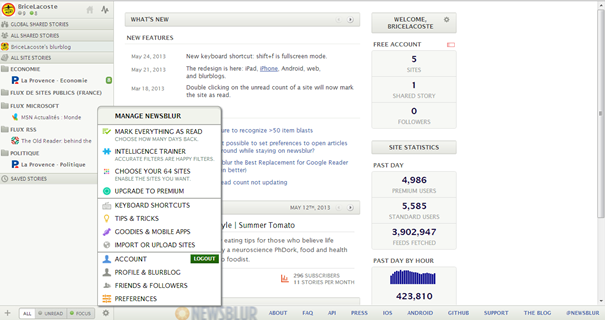 BriceLacoste
0 0
GLOBAL SHARED STORIES
ALL SHARED STORIES
BriceLacoste's blurblog
ALL SITE STORIES
ECONOMIE
La Provence - Economie
FLUX DE SITES PUBLICS (FRANCE)
FLUX MICROSOFT
MSN Actualités : Monde
FLUX RSS
The Old Reader: behind the
POLITIQUE
La Provence - Politique
SAVED STORIES
MANAGE NEWSBLUR
MARK EVERYTHING AS READ
CHOOSE HOW MANY DAYS BACK.
INTELLIGENCE TRAINER
ACCURATE FILTERS ARE HAPPY FILTERS.
CHOOSE YOUR 64 SITES
ENABLE THE SITES YOU WANT.
UPGRADE TO PREMIUM
KEYBOARD SHORTCUTS
TIPS & TRICKS
GOODIES & MOBILE APPS
IMPORT OR UPLOAD SITES
ACCOUNT
LOGOUT
PROFILE & BLURBLOG
FRIENDS & FOLLOWERS
PREFERENCES
ALL
UNREAD
FOCUS
WHAT'S NEW
NEW FEATURES
May 24, 2013 New keyboard shortcut: shift+f is fullscreen mode.
May 21, 2013 The redesign is here: iPad, iPhone, Android, web,
and blurblogs.
Mar 18, 2013 Double clicking on the unread count of a site will now mark
the site as read.
ure to recognize >50 item blasts
t possible to set preferences to open articles
round while staying on newsblur?
blur the Best Replacement for Google Reader
n better)
ead count not updating
MAY 12TH, 2013
tyle | Summer Tomato
eating tips for those who believe life
y a neuroscience PhDork, food and health
o foodist.
296 SUBSCRIBERS
11 STORIES PER MONTH
WELCOME,
BRICELACOSTE
FREE ACCOUNT
5
SITES
1
SHARED STORY
0
FOLLOWERS
SITE STATISTICS
PAST DAY
4,986
PREMIUM USERS
5,585
STANDARD USERS
3,902,947
FEEDS FETCHED
PAST DAY BY HOUR
423,810
NEWSBLUR
ABOUT FAQ API PRESS IOS ANDROID GITHUB SUPPORT THE BLOG @NEWSBLUR